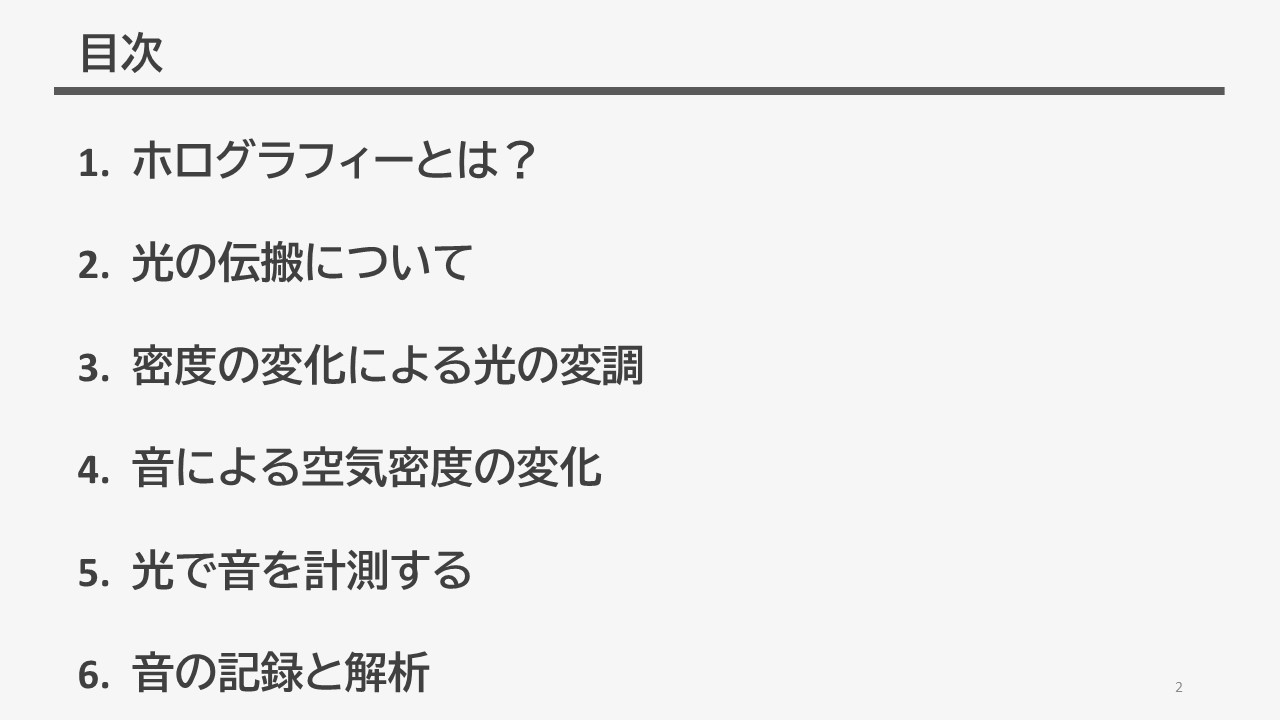 目次
1. ホログラフィーとは？
2. 光の伝搬について
3. 密度の変化による光の変調
4. 音による空気密度の変化
5. 光で音を計測する
6. 音の記録と解析
2